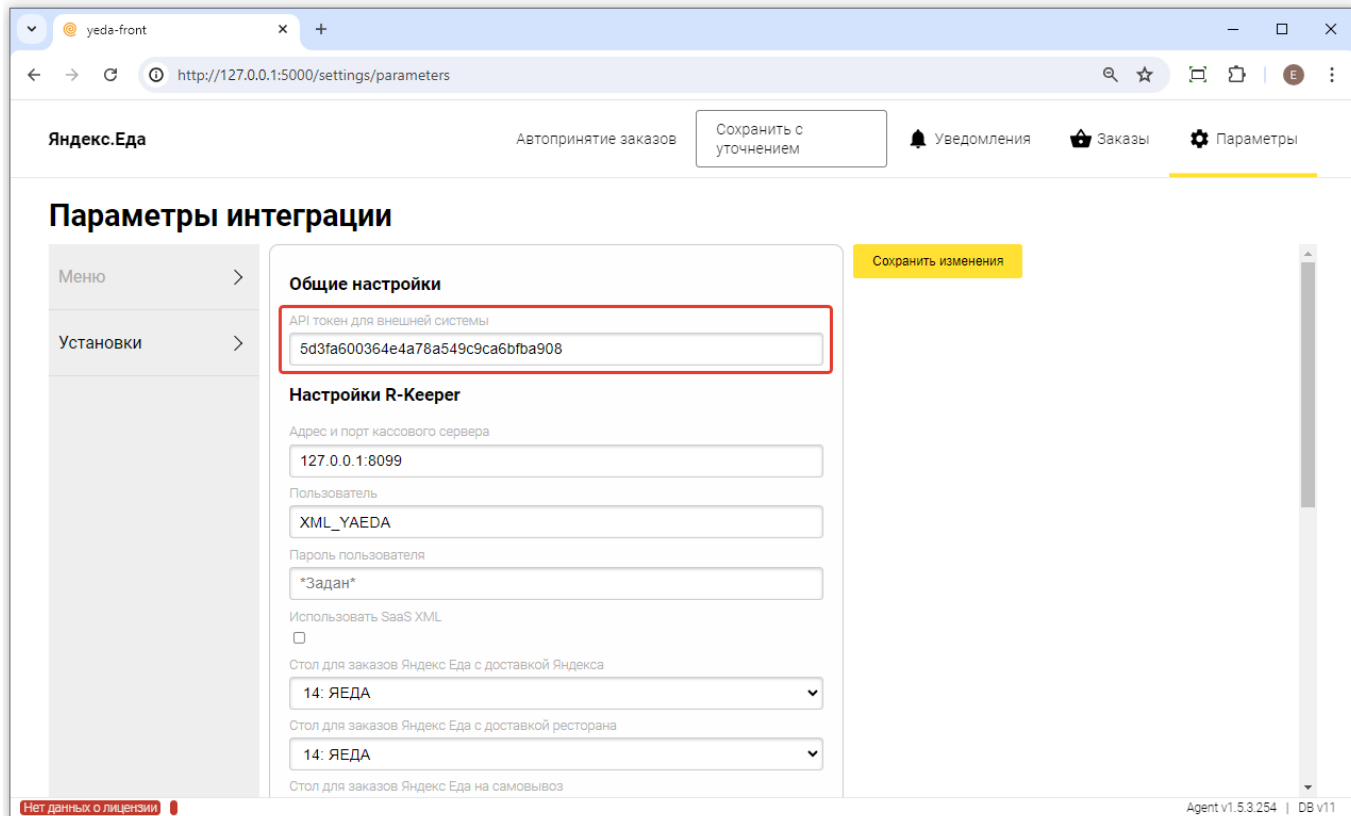 yeda-front
http://127.0.0.1:5000/settings/parameters
E
Яндекс.Еда
Автопринятие заказов
Сохранить с
уточнением
Уведомления
Заказы
Параметры
Параметры интеграции
Меню
Установки
Общие настройки
API токен для внешней системы
5d3fa600364e4a78a549c9ca6bfba908
Настройки R-Keeper
Адрес и порт кассового сервера
127.0.0.1:8099
Пользователь
XML_YAEDA
Пароль пользователя
*Задан*
Использовать SaaS XML
Стол для заказов Яндекс Еда с доставкой Яндекса
14: ЯЕДА
Стол для заказов Яндекс Еда с доставкой ресторана
14: ЯЕДА
Стол для заказов Яндекс Еда на самовывоз
Сохранить изменения
Нет данных о лицензии
Agent v1.5.3.254 | DB v11